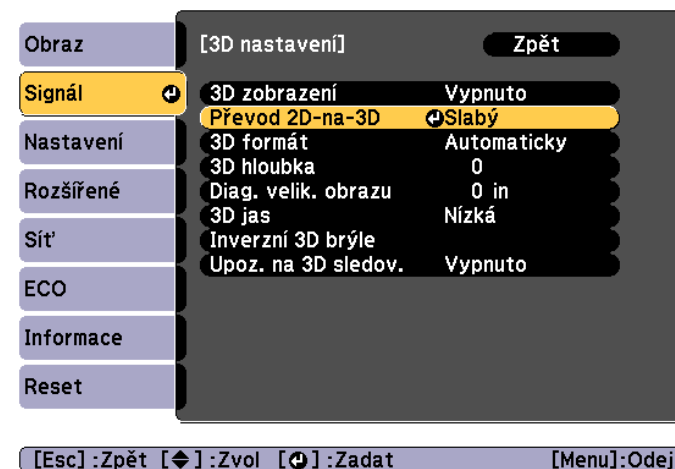 Obraz
Signál
Nastavení
Rozšířené
Síť
ECO
Informace
Reset
[3D nastavení] Zpět
3D zobrazení Vypnuto
Převod 2D-na-3D Slabý
3D formát Automaticky
3D hloubka 0
Diag. velik. obrazu 0 in
3D jas Nízká
Inverzní 3D brýle
Upoz. na 3D sledov. Vypnuto
[Esc] :Zpět [◆] :Zvol [⏎] :Zadat [Menu]:Odej